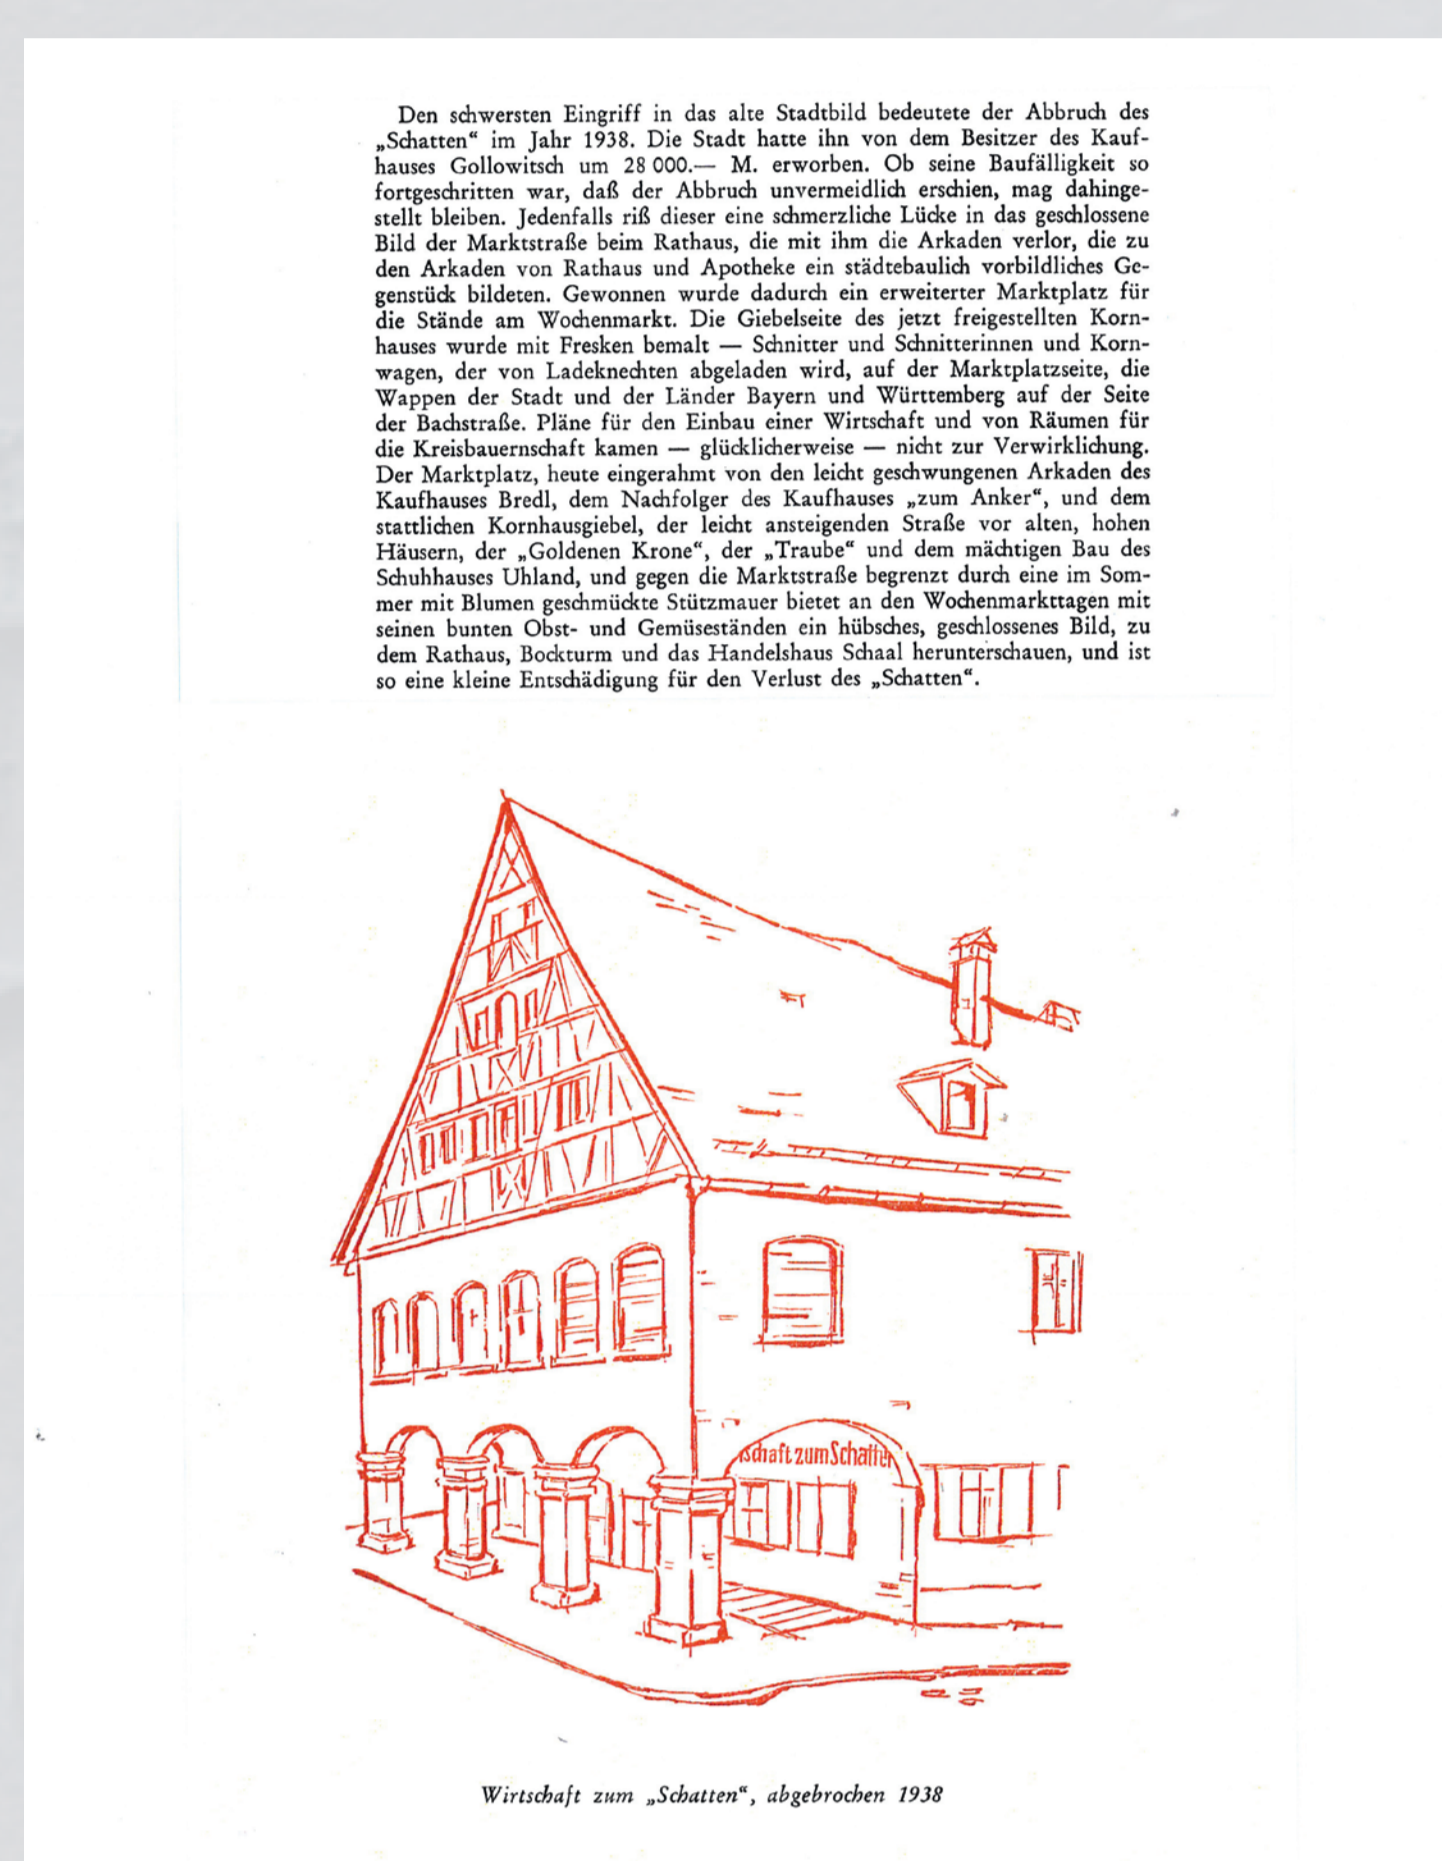 Den schwersten Eingriff in das alte Stadtbild bedeutete der Abbruch des
„Schatten“ im Jahr 1938. Die Stadt hatte ihn von dem Besitzer des Kauf-
hauses Gollowitsch um 28 000.— M. erworben. Ob seine Baufälligkeit so
fortgeschritten war, daß der Abbruch unvermeidlich erschien, mag dahinge-
stellt bleiben. Jedenfalls riß dieser eine schmerzliche Lücke in das geschlossene
Bild der Marktstraße beim Rathaus, die mit ihm die Arkaden verlor, die zu
den Arkaden von Rathaus und Apotheke ein städtebaulich vorbildliches Ge-
genstück bildeten. Gewonnen wurde dadurch ein erweiterter Marktplatz für
die Stände am Wochenmarkt. Die Giebelseite des jetzt freigestellten Korn-
hauses wurde mit Fresken bemalt — Schnitter und Schnitterinnen und Korn-
wagen, der von Ladeknechten abgeladen wird, auf der Marktplatzseite, die
Wappen der Stadt und der Länder Bayern und Württemberg auf der Seite
der Bachstraße. Pläne für den Einbau einer Wirtschaft und von Räumen für
die Kreisbauernschaft kamen — glücklicherweise — nicht zur Verwirklichung.
Der Marktplatz, heute eingerahmt von den leicht geschwungenen Arkaden des
Kaufhauses Bredl, dem Nachfolger des Kaufhauses „zum Anker“, und dem
stattlichen Kornhausgiebel, der leicht ansteigenden Straße vor alten, hohen
Häusern, der „Goldenen Krone“, der „Traube“ und dem mächtigen Bau des
Schuhhauses Uhland, und gegen die Marktstraße begrenzt durch eine im Som-
mer mit Blumen geschmückte Stützmauer bietet an den Wochenmarkttagen mit
seinen bunten Obst- und Gemüseständen ein hübsches, geschlossenes Bild, zu
dem Rathaus, Bockturm und das Handelshaus Schaal herunterschauen, und ist
so eine kleine Entschädigung für den Verlust des „Schatten“.
schaft zum Schatten
Wirtschaft zum „Schatten“, abgebrochen 1938